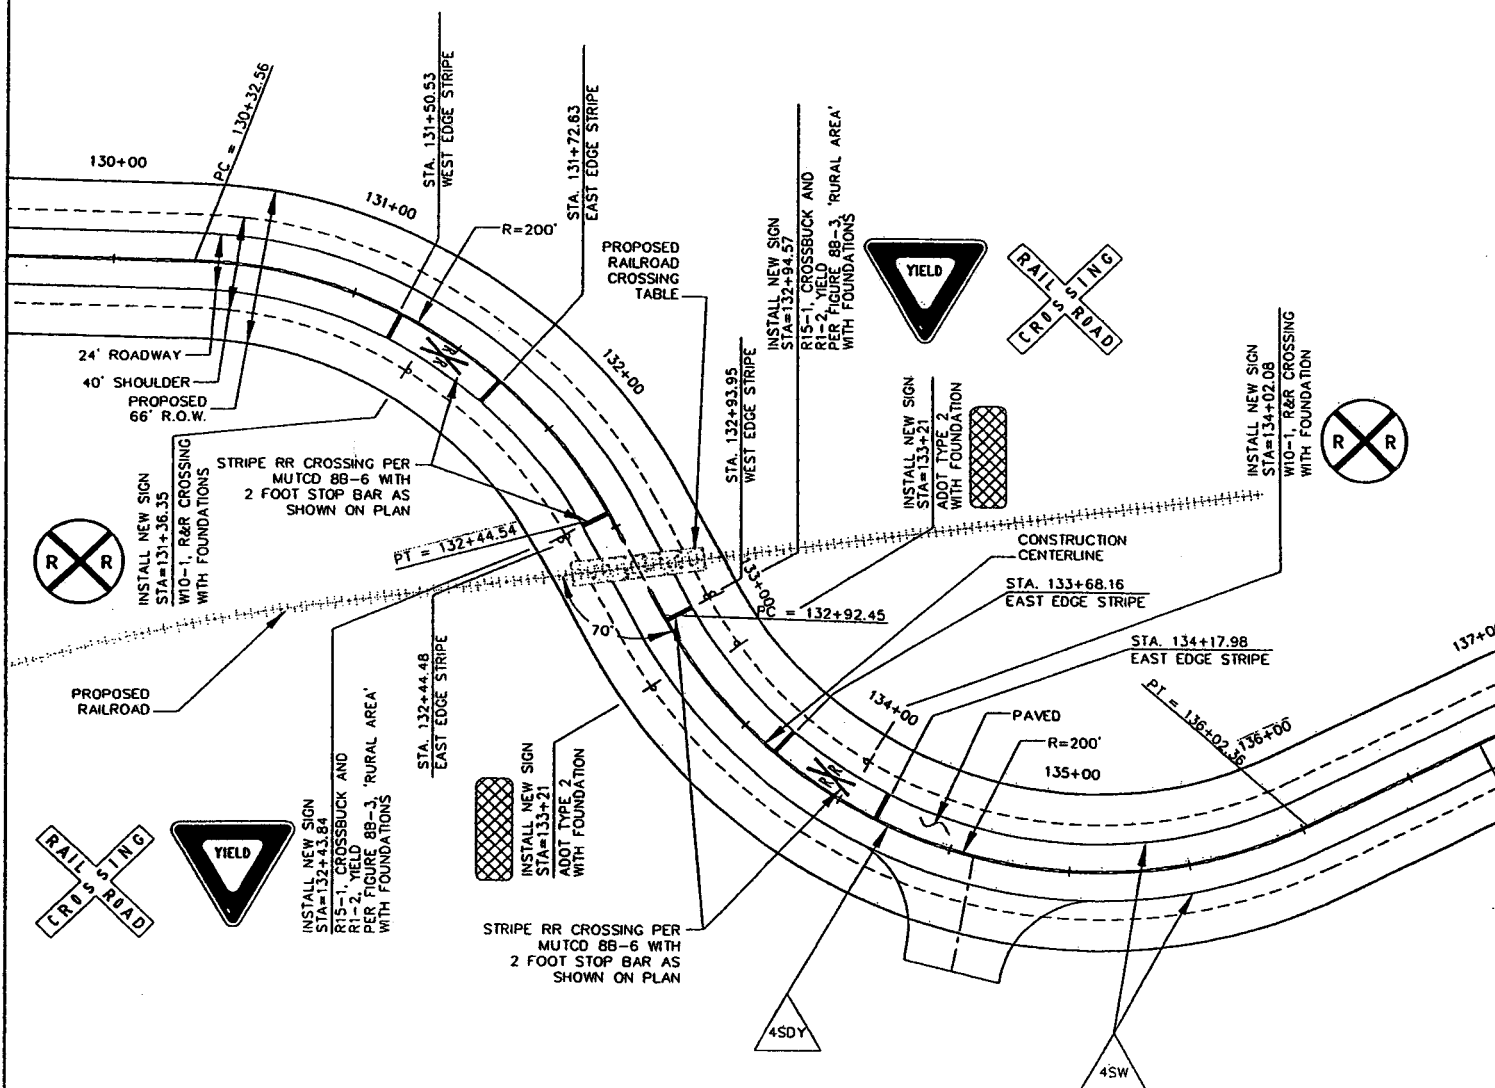 130+00
PC = 130+32.56
131+00
STA. 131+50.53
WEST EDGE STRIPE
R=200'
STA. 131+72.63
EAST EDGE STRIPE
PROPOSED
RAILROAD
CROSSING
TABLE
INSTALL NEW SIGN
STA=132+94.57
R15-1, CROSSBUCK AND
R1-2, YIELD
PER FIGURE 8B-3, 'RURAL AREA'
WITH FOUNDATIONS
YIELD
RAILROAD
CROSSING
24' ROADWAY
40' SHOULDER
PROPOSED
66' R.O.W.
RR
132+00
STA. 132+93.95
WEST EDGE STRIPE
INSTALL NEW SIGN
STA=133+21
ADOT TYPE 2
WITH FOUNDATION
INSTALL NEW SIGN
STA=134+02.08
W10-1, R&R CROSSING
WITH FOUNDATION
R R
INSTALL NEW SIGN
STA=131+36.35
W10-1, R&R CROSSING
WITH FOUNDATIONS
R R
STRIPE RR CROSSING PER
MUTCD 8B-6 WITH
2 FOOT STOP BAR AS
SHOWN ON PLAN
PT = 132+44.54
CONSTRUCTION
CENTERLINE
133+00
PC = 132+92.45
STA. 133+68.16
EAST EDGE STRIPE
70°
STA. 134+17.98
EAST EDGE STRIPE
137+0
PROPOSED
RAILROAD
STA. 132+44.48
EAST EDGE STRIPE
134+00
PAVED
R=200'
135+00
PT = 136+02.36
136+00
RR
INSTALL NEW SIGN
STA=132+43.84
R15-1, CROSSBUCK AND
R1-2, YIELD
PER FIGURE 8B-3, 'RURAL AREA'
WITH FOUNDATIONS
INSTALL NEW SIGN
STA=133+21
ADOT TYPE 2
WITH FOUNDATION
RAILROAD
CROSSING
YIELD
STRIPE RR CROSSING PER
MUTCD 8B-6 WITH
2 FOOT STOP BAR AS
SHOWN ON PLAN
4SDY
4SW